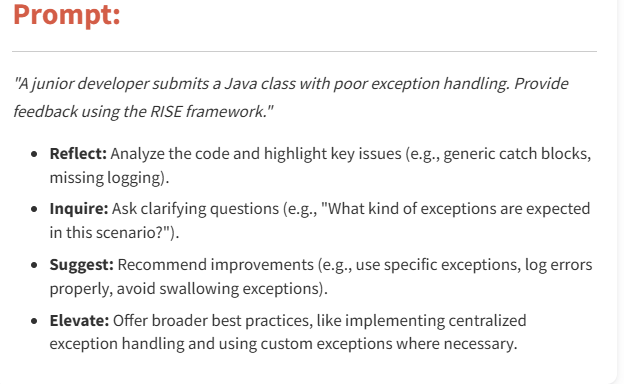 Prompt:
"A junior developer submits a Java class with poor exception handling. Provide
feedback using the RISE framework."
• Reflect: Analyze the code and highlight key issues (e.g., generic catch blocks,
missing logging).
• Inquire: Ask clarifying questions (e.g., "What kind of exceptions are expected
in this scenario?").
• Suggest: Recommend improvements (e.g., use specific exceptions, log errors
properly, avoid swallowing exceptions).
• Elevate: Offer broader best practices, like implementing centralized
exception handling and using custom exceptions where necessary.